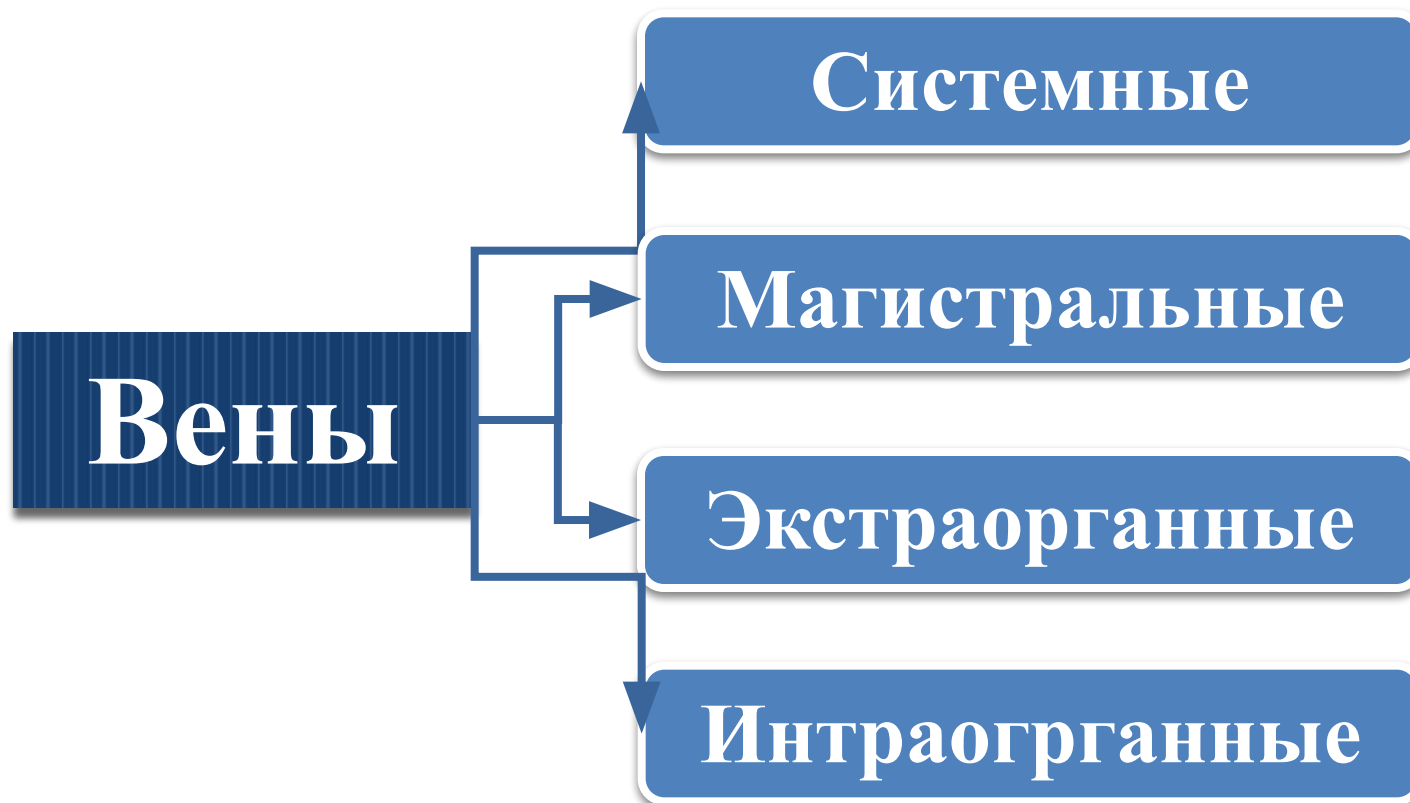 Системные
Магистральные
Вены
Экстраорганные
Интраогрганные